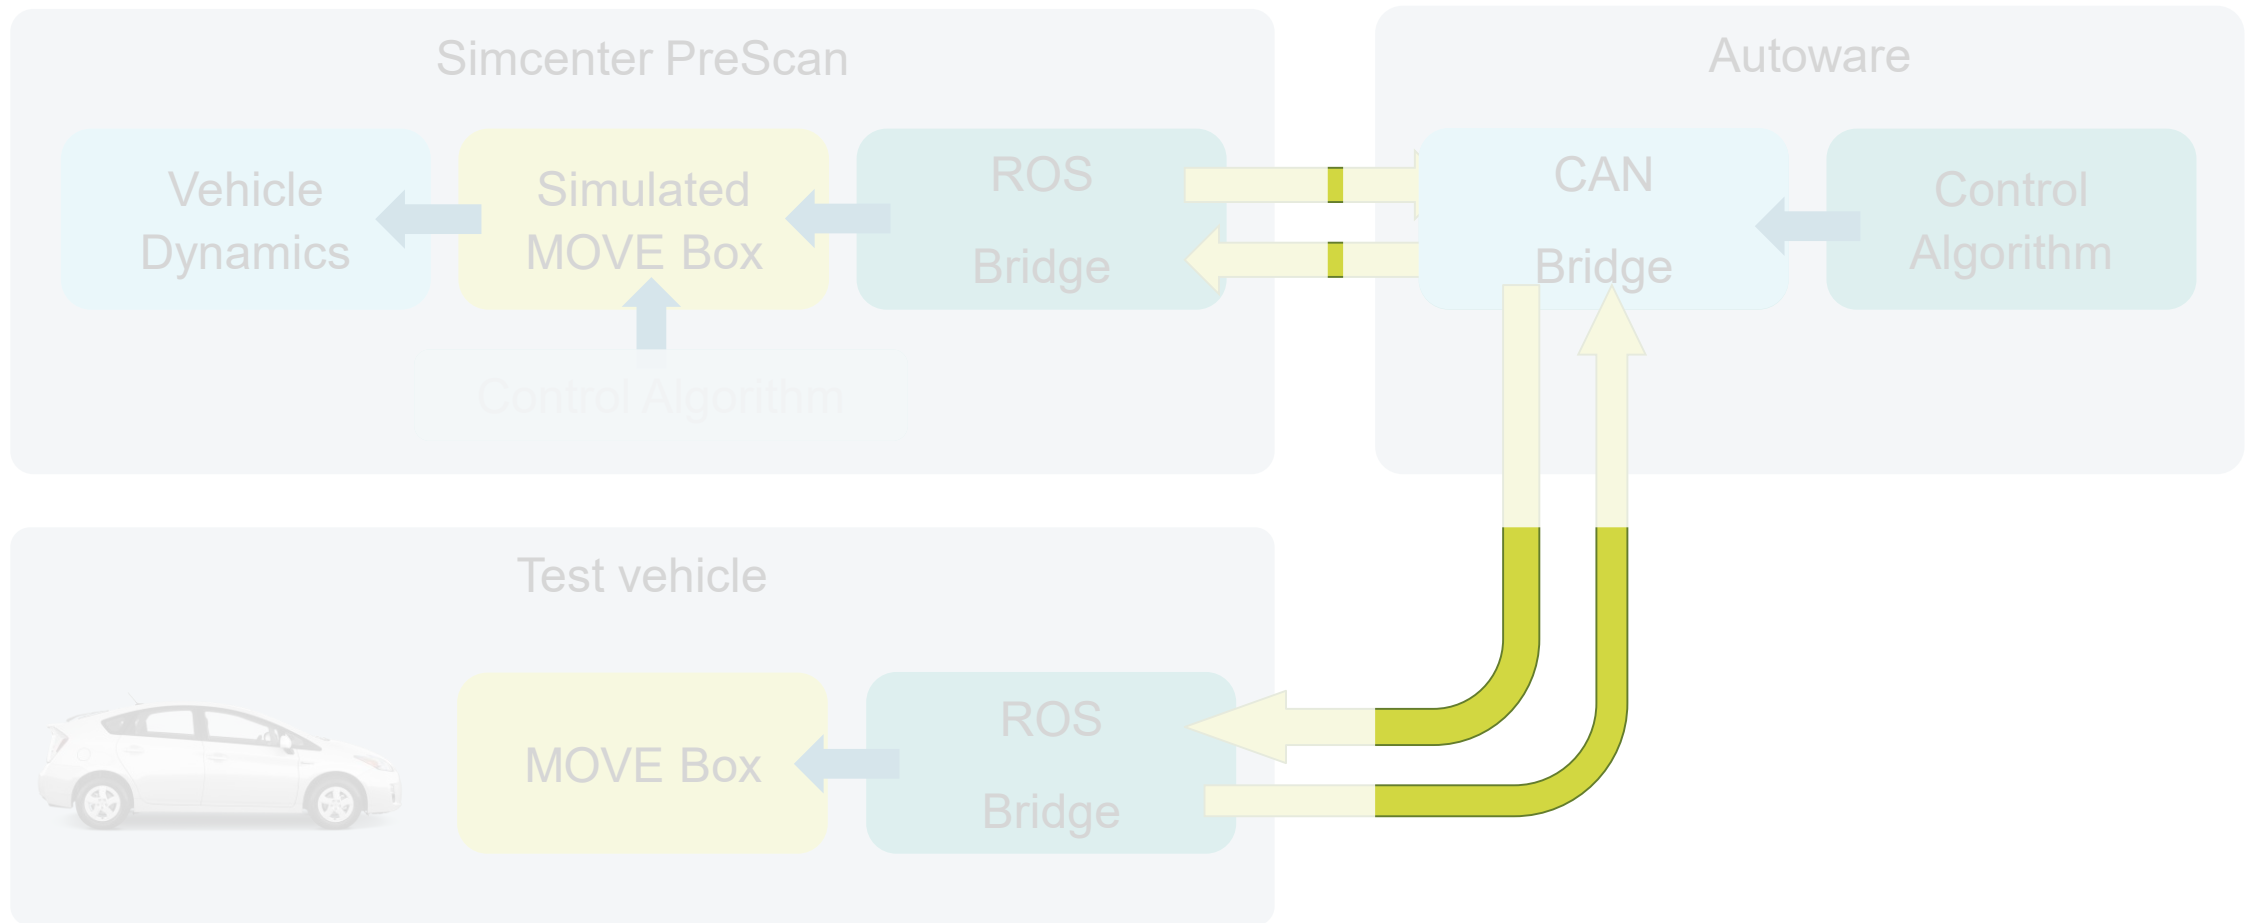 Simcenter PreScan
Vehicle
Dynamics
Simulated
MOVE Box
ROS
Bridge
Control Algorithm
Autoware
CAN
Bridge
Control
Algorithm
Test vehicle
MOVE Box
ROS
Bridge